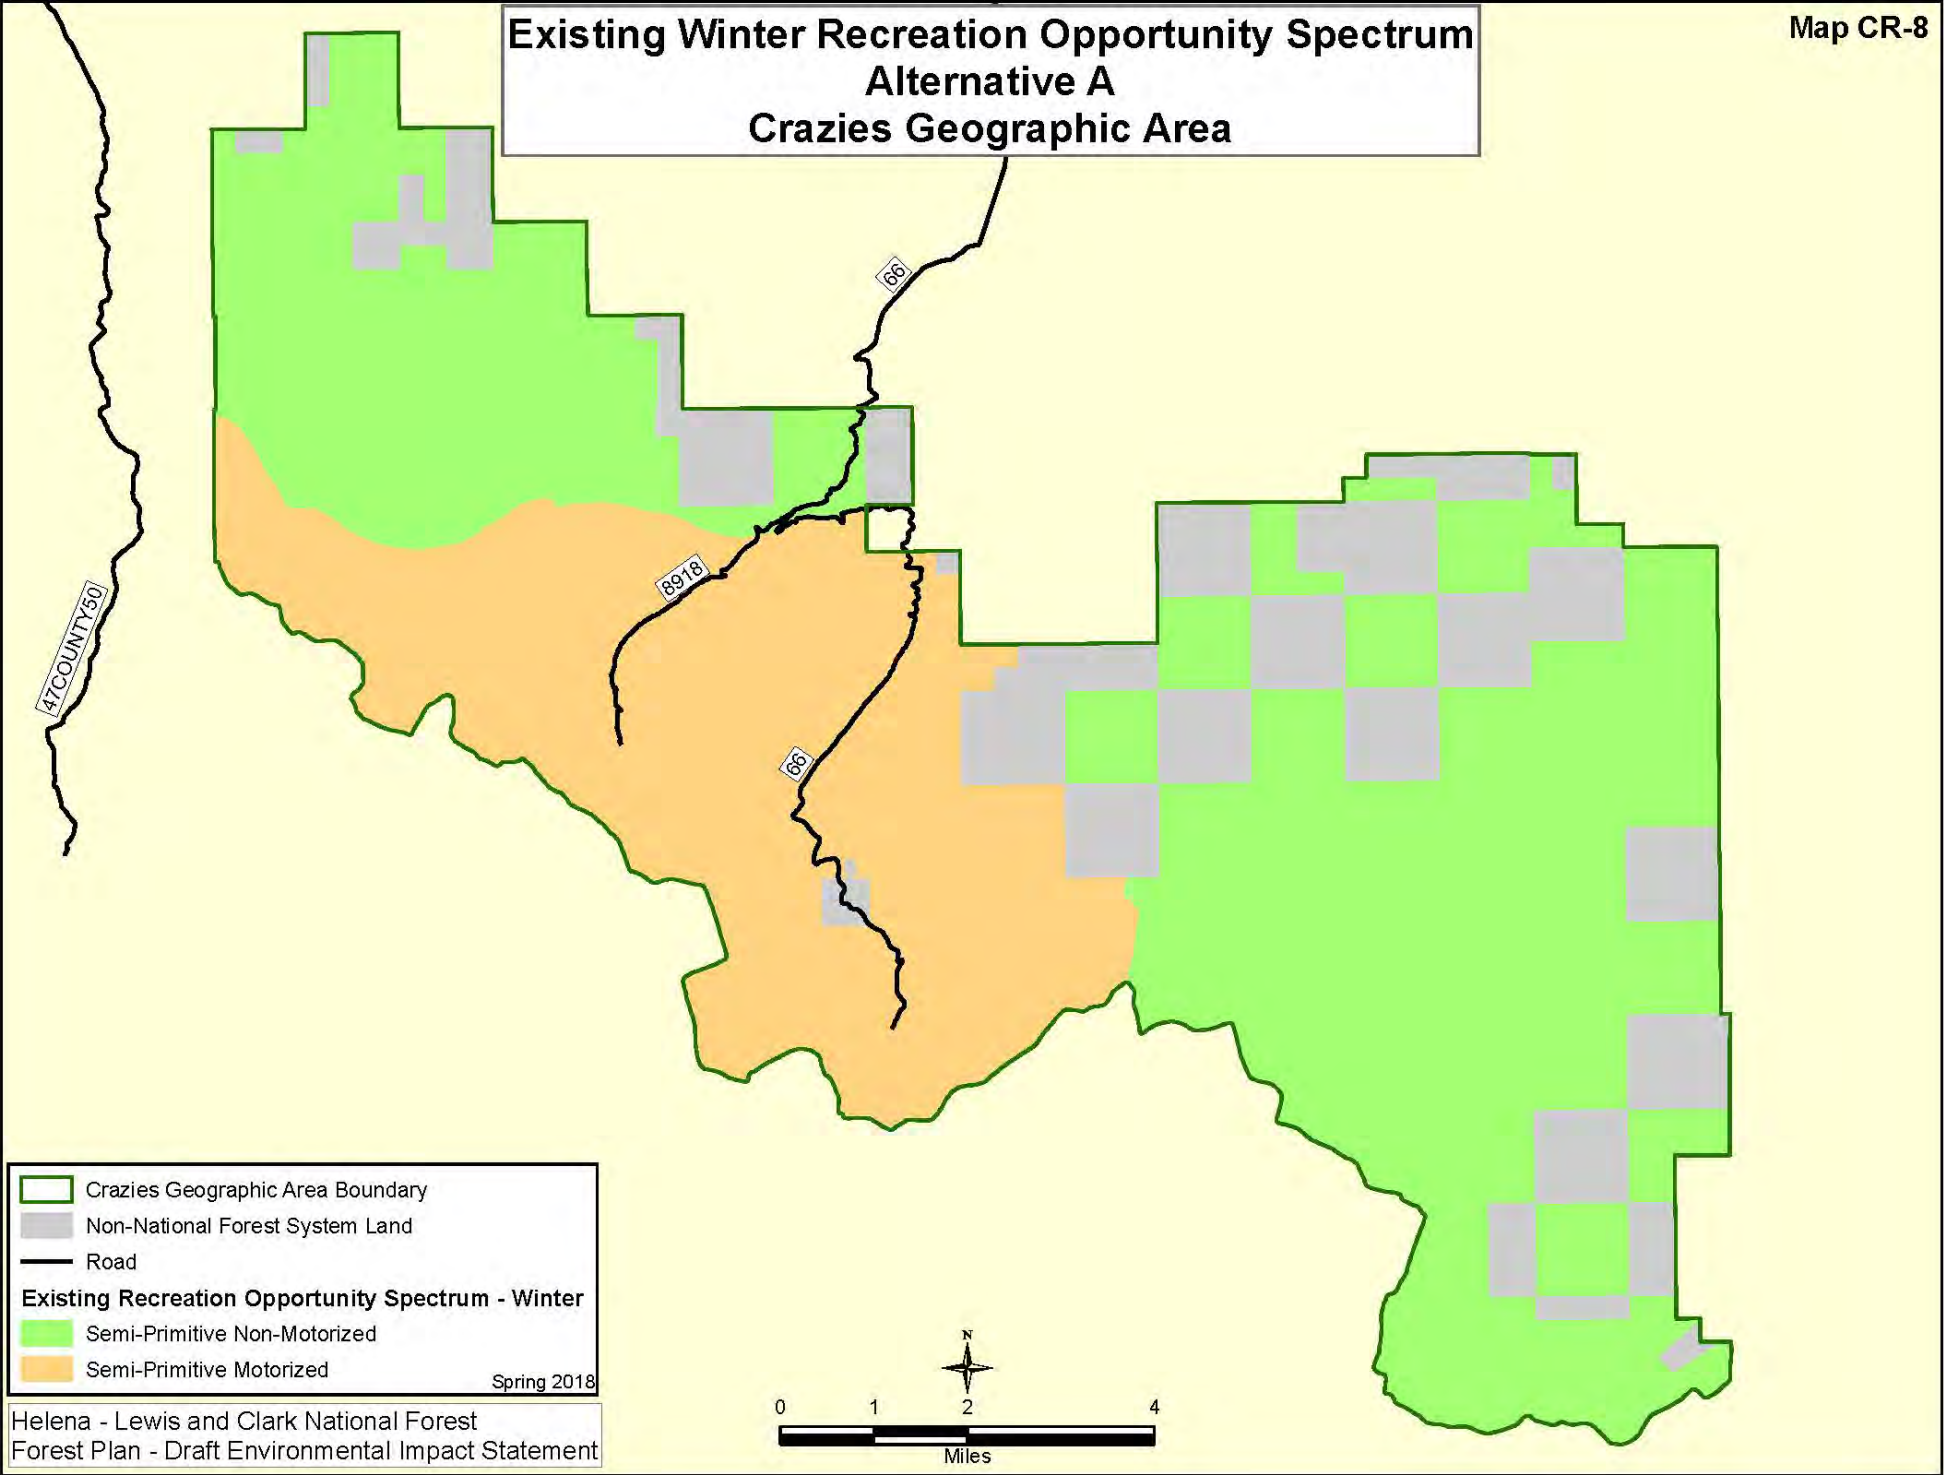 Existing Winter Recreation Opportunity Spectrum
Alternative A
Crazies Geographic Area
Map CR-8
66
8918
47COUNTY50
66
Crazies Geographic Area Boundary
Non-National Forest System Land
Road
Existing Recreation Opportunity Spectrum - Winter
Semi-Primitive Non-Motorized
Semi-Primitive Motorized
Spring 2018
Helena - Lewis and Clark National Forest
Forest Plan - Draft Environmental Impact Statement
N
0 1 2 4
Miles